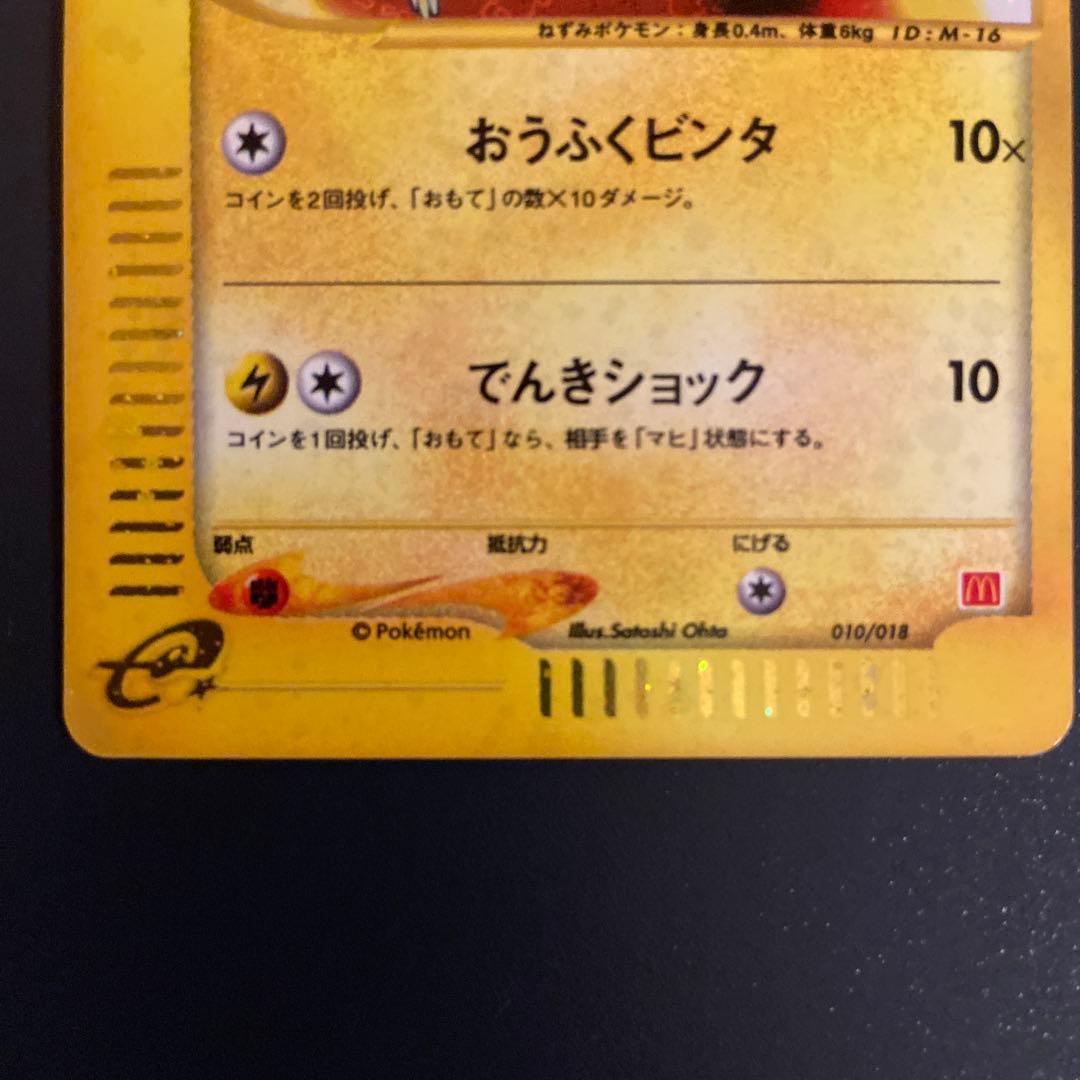 ねずみポケモン：身長0.4m、体重6kg ID:M-16
おうふくビンタ 10×
コインを2回投げ、「おもて」の数×10ダメージ。
でんきショック 10
コインを1回投げ、「おもて」なら、相手を「マヒ」状態にする。
弱点 抵抗力 にげる
©Pokémon Illus. Satoshi Ohta 010/018